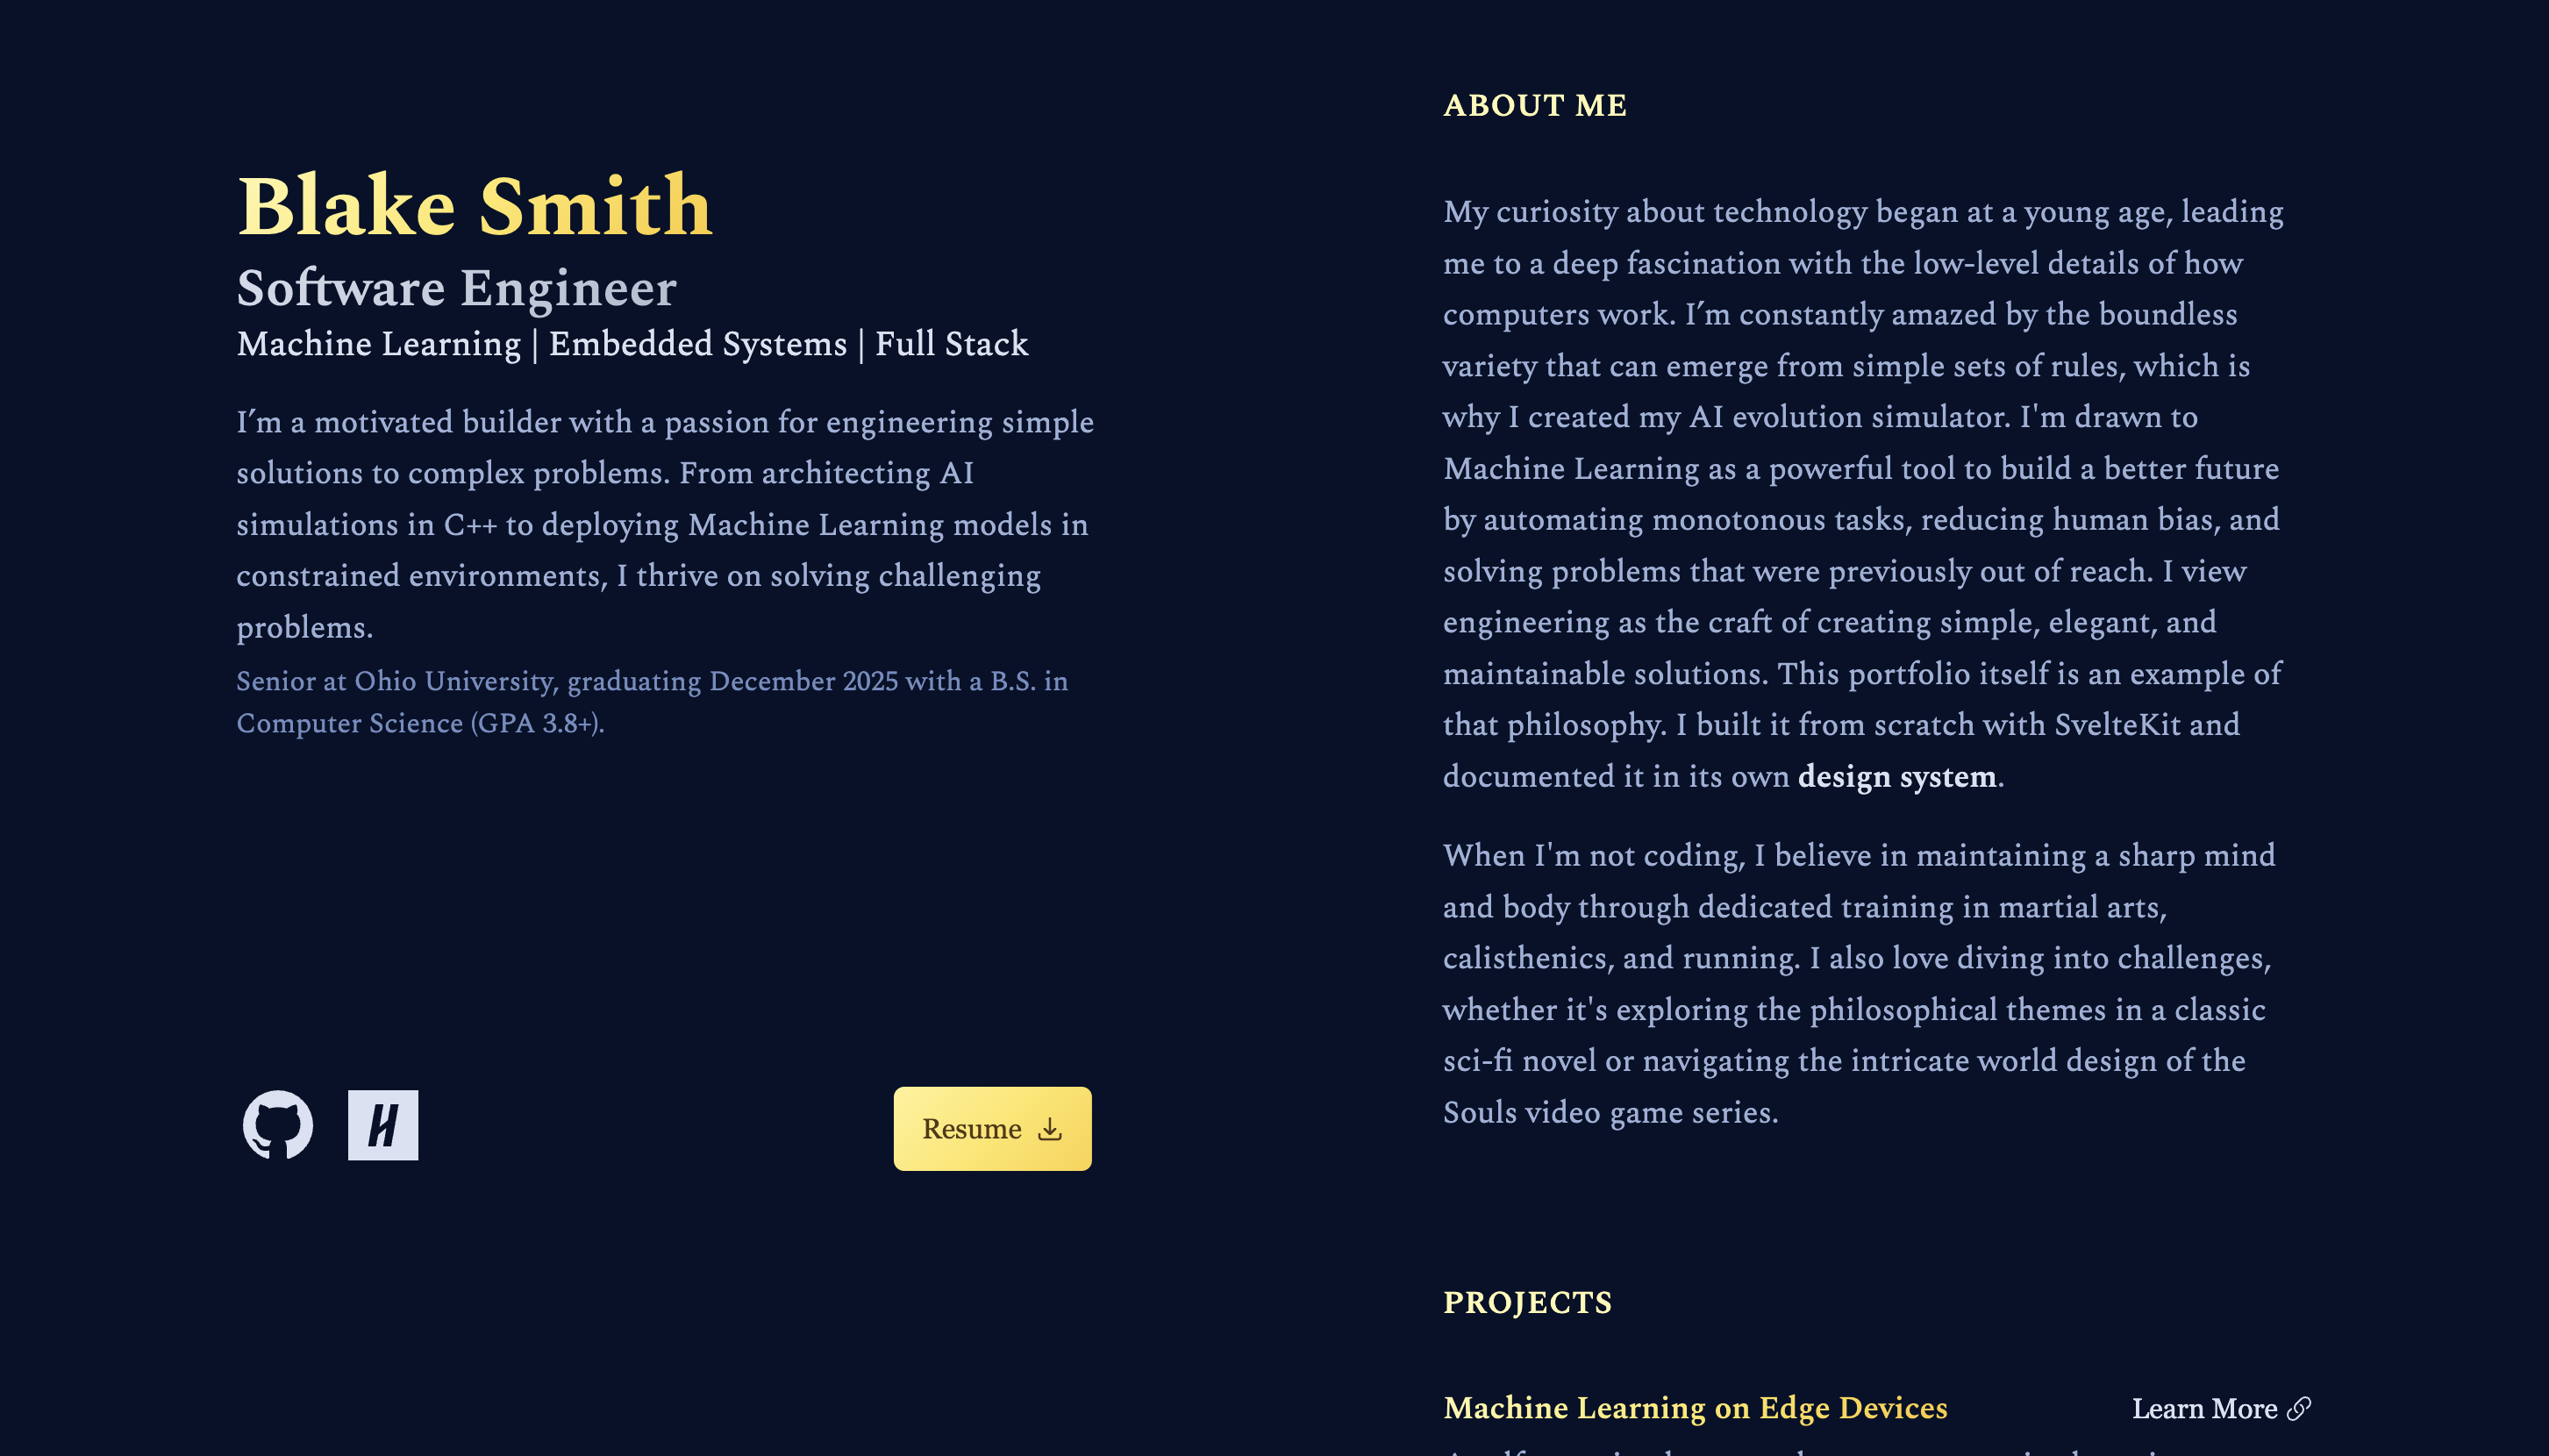 Blake Smith
Software Engineer
Machine Learning | Embedded Systems | Full Stack
I′m a motivated builder with a passion for engineering simple
solutions to complex problems. From architecting AI
simulations in C++ to deploying Machine Learning models in
constrained environments, I thrive on solving challenging
problems.
Senior at Ohio University, graduating December 2025 with a B.S. in
Computer Science (GPA 3.8+).
H
Resume
ABOUT ME
My curiosity about technology began at a young age, leading
me to a deep fascination with the low-level details of how
computers work. I′m constantly amazed by the boundless
variety that can emerge from simple sets of rules, which is
why I created my AI evolution simulator. I'm drawn to
Machine Learning as a powerful tool to build a better future
by automating monotonous tasks, reducing human bias, and
solving problems that were previously out of reach. I view
engineering as the craft of creating simple, elegant, and
maintainable solutions. This portfolio itself is an example of
that philosophy. I built it from scratch with SvelteKit and
documented it in its own design system.
When I'm not coding, I believe in maintaining a sharp mind
and body through dedicated training in martial arts,
calisthenics, and running. I also love diving into challenges,
whether it's exploring the philosophical themes in a classic
sci-fi novel or navigating the intricate world design of the
Souls video game series.
PROJECTS
Machine Learning on Edge Devices
Learn More